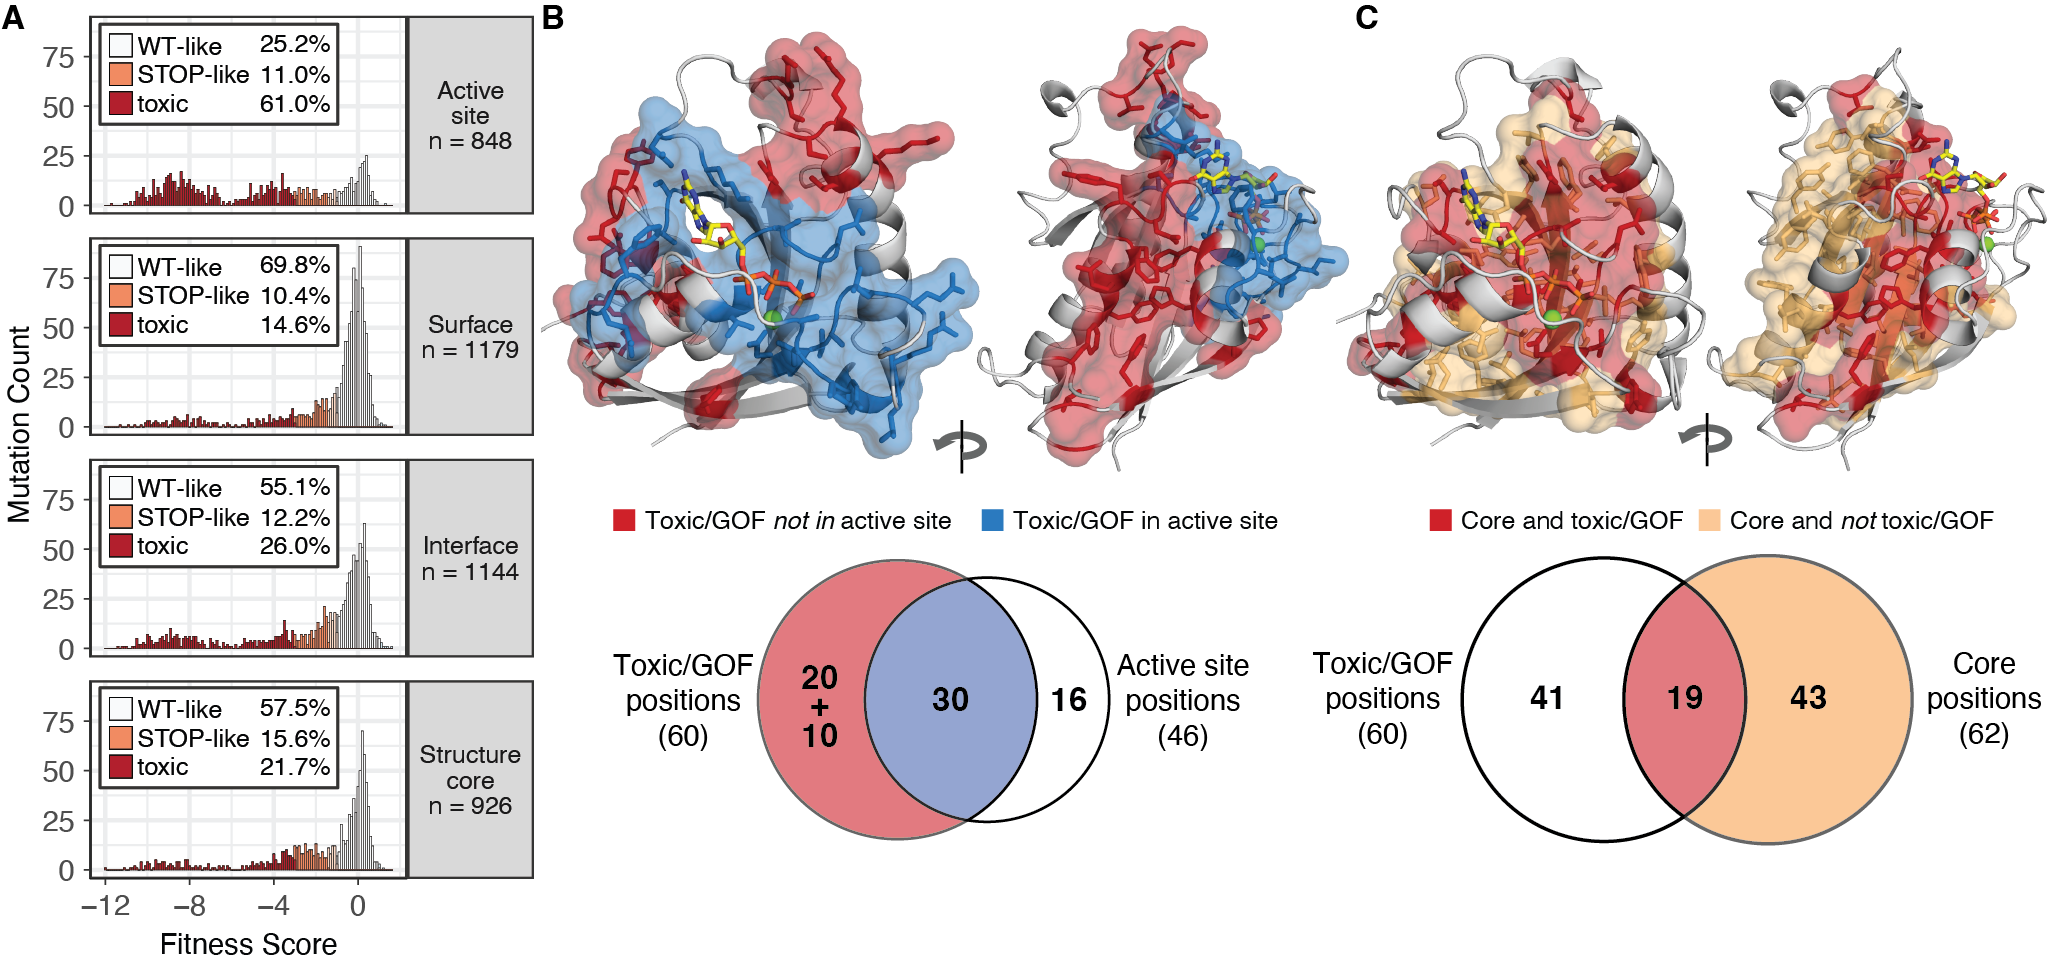 A
Mutation Count
75
50
25
0
WT-like 25.2%
STOP-like 11.0%
toxic 61.0%
Active
site
n = 848
75
50
25
0
WT-like 69.8%
STOP-like 10.4%
toxic 14.6%
Surface
n = 1179
75
50
25
0
WT-like 55.1%
STOP-like 12.2%
toxic 26.0%
Interface
n = 1144
75
50
25
0
WT-like 57.5%
STOP-like 15.6%
toxic 21.7%
Structure
core
n = 926
−12 −8 −4 0
Fitness Score
B
Toxic/GOF not in active site
Toxic/GOF in active site
Toxic/GOF
positions
(60)
20
+
10
30
16
Active site
positions
(46)
C
Core and toxic/GOF
Core and not toxic/GOF
Toxic/GOF
positions
(60)
41
19
43
Core
positions
(62)